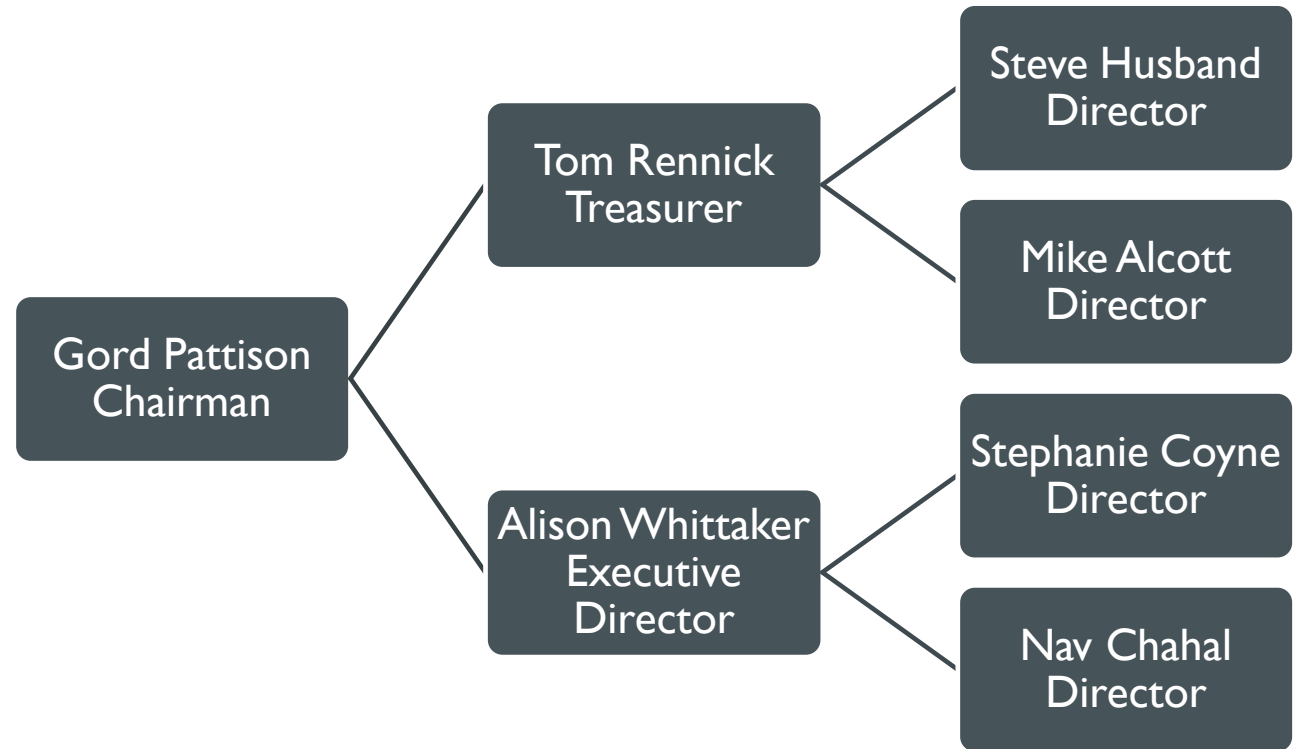 Gord Pattison
Chairman
Tom Rennick
Treasurer
Steve Husband
Director
Mike Alcott
Director
Alison Whittaker
Executive
Director
Stephanie Coyne
Director
Nav Chahal
Director